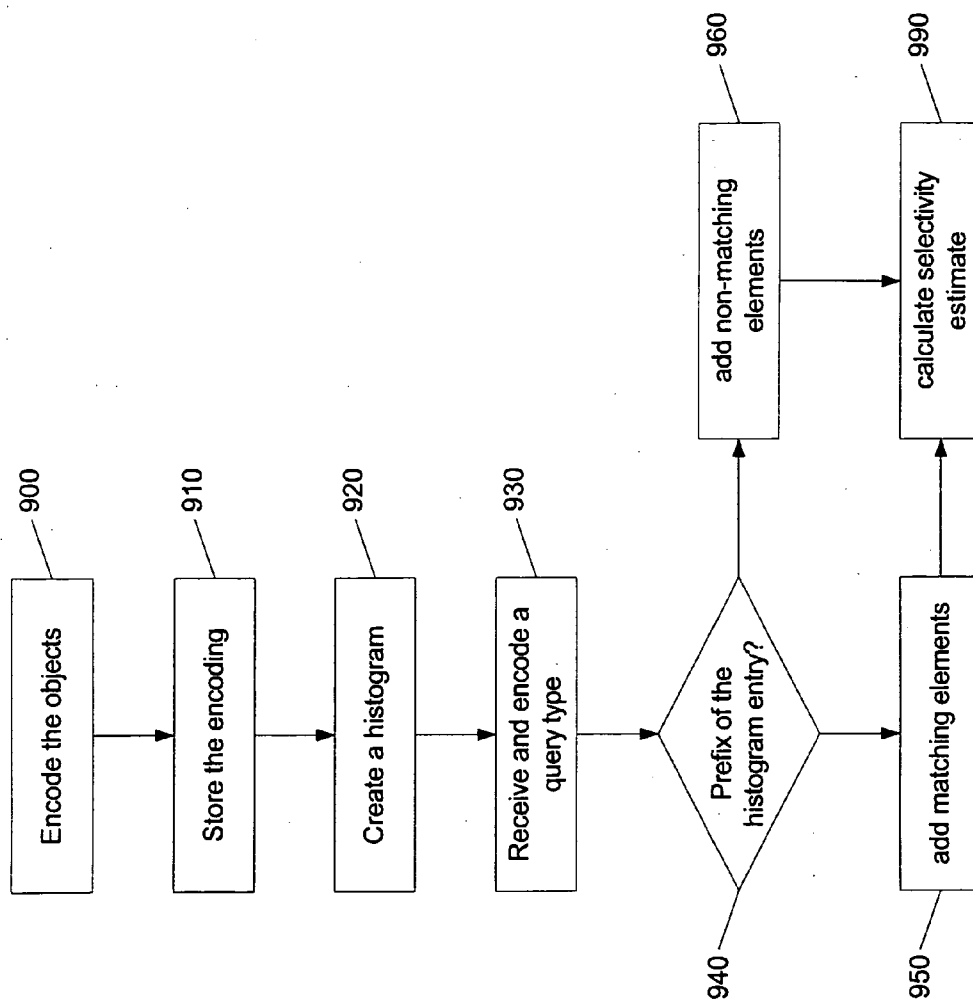 900
Encode the objects
910
Store the encoding
920
Create a histogram
930
Receive and encode a
query type
940
Prefix of the
histogram entry?
960
add non-matching
elements
950
add matching elements
990
calculate selectivity
estimate